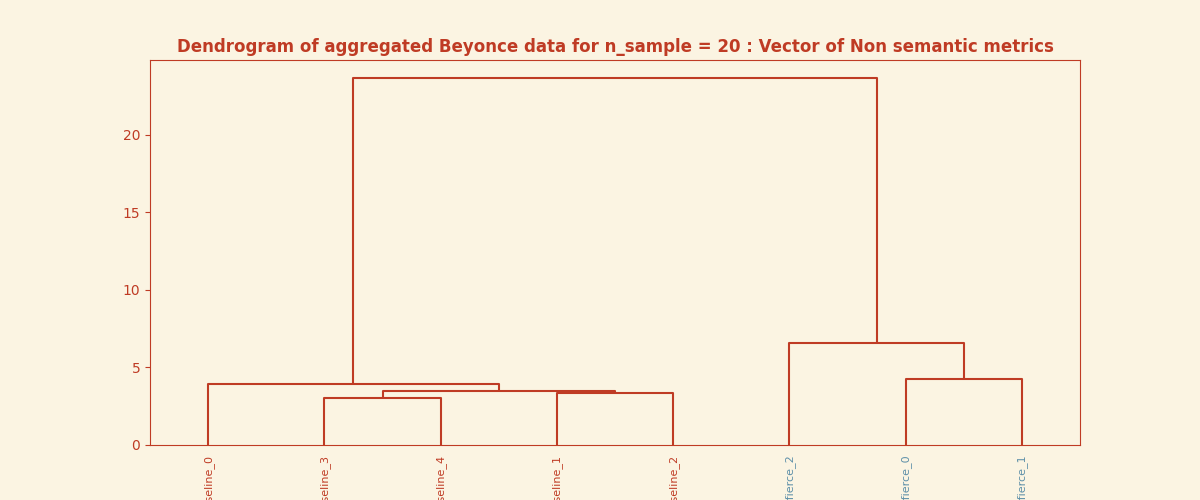 Dendrogram of aggregated Beyonce data for n_sample = 20 : Vector of Non semantic metrics
20
15
10
5
0
seline_0
seline_3
seline_4
seline_1
seline_2
fierce_2
fierce_0
fierce_1